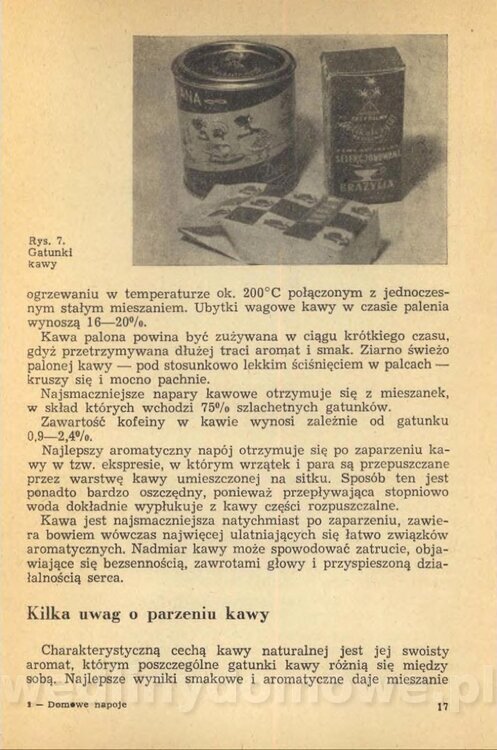 ANA
SELEKCJONOWANA
BRAZYLIA
Rys. 7.
Gatunki
kawy
ogrzewaniu w temperaturze ok. 200°C połączonym z jednoczes-
nym stałym mieszaniem. Ubytki wagowe kawy w czasie palenia
wynoszą 16—20%.
Kawa palona powina być zużywana w ciągu krótkiego czasu,
gdyż przetrzymywana dłużej traci aromat i smak. Ziarno świeżo
palonej kawy — pod stosunkowo lekkim ściśnięciem w palcach —
kruszy się i mocno pachnie.
Najsmaczniejsze napary kawowe otrzymuje się z mieszanek,
w skład których wchodzi 75% szlachetnych gatunków.
Zawartość kofeiny w kawie wynosi zależnie od gatunku
0,9—2,4%.
Najlepszy aromatyczny napój otrzymuje się po zaparzeniu ka-
wy w tzw. ekspresie, w którym wrzątek i para są przepuszczane
przez warstwę kawy umieszczonej na sitku. Sposób ten jest
ponadto bardzo oszczędny, ponieważ przepływająca stopniowo
woda dokładnie wypłukuje z kawy części rozpuszczalne.
Kawa jest najsmaczniejsza natychmiast po zaparzeniu, zawie-
ra bowiem wówczas najwięcej ulatniających się łatwo związków
aromatycznych. Nadmiar kawy może spowodować zatrucie, obja-
wiające się bezsennością, zawrotami głowy i przyspieszoną dzia-
łalnością serca.
Kilka uwag o parzeniu kawy
Charakterystyczną cechą kawy naturalnej jest jej swoisty
aromat, którym poszczególne gatunki kawy różnią się między
sobą. Najlepsze wyniki smakowe i aromatyczne daje mieszanie
2 — Domowe napoje
17